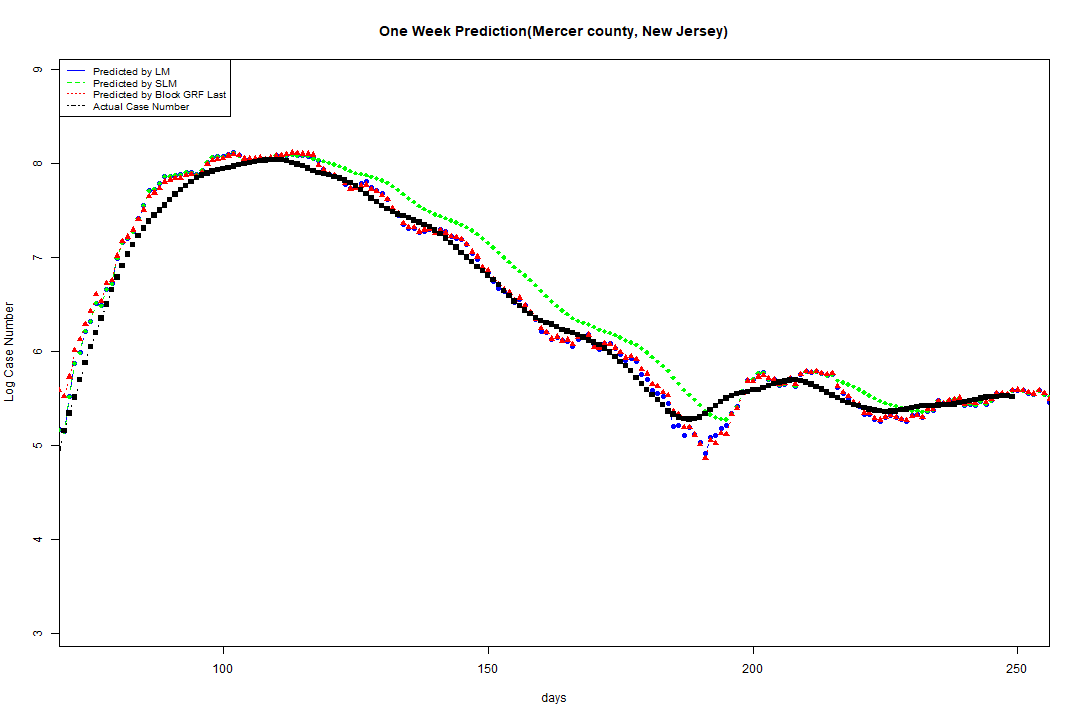 One Week Prediction(Mercer county, New Jersey)
Predicted by LM
Predicted by SLM
Predicted by Block GRF Last
Actual Case Number
9
8
7
6
5
4
3
Log Case Number
100 150 200 250
days